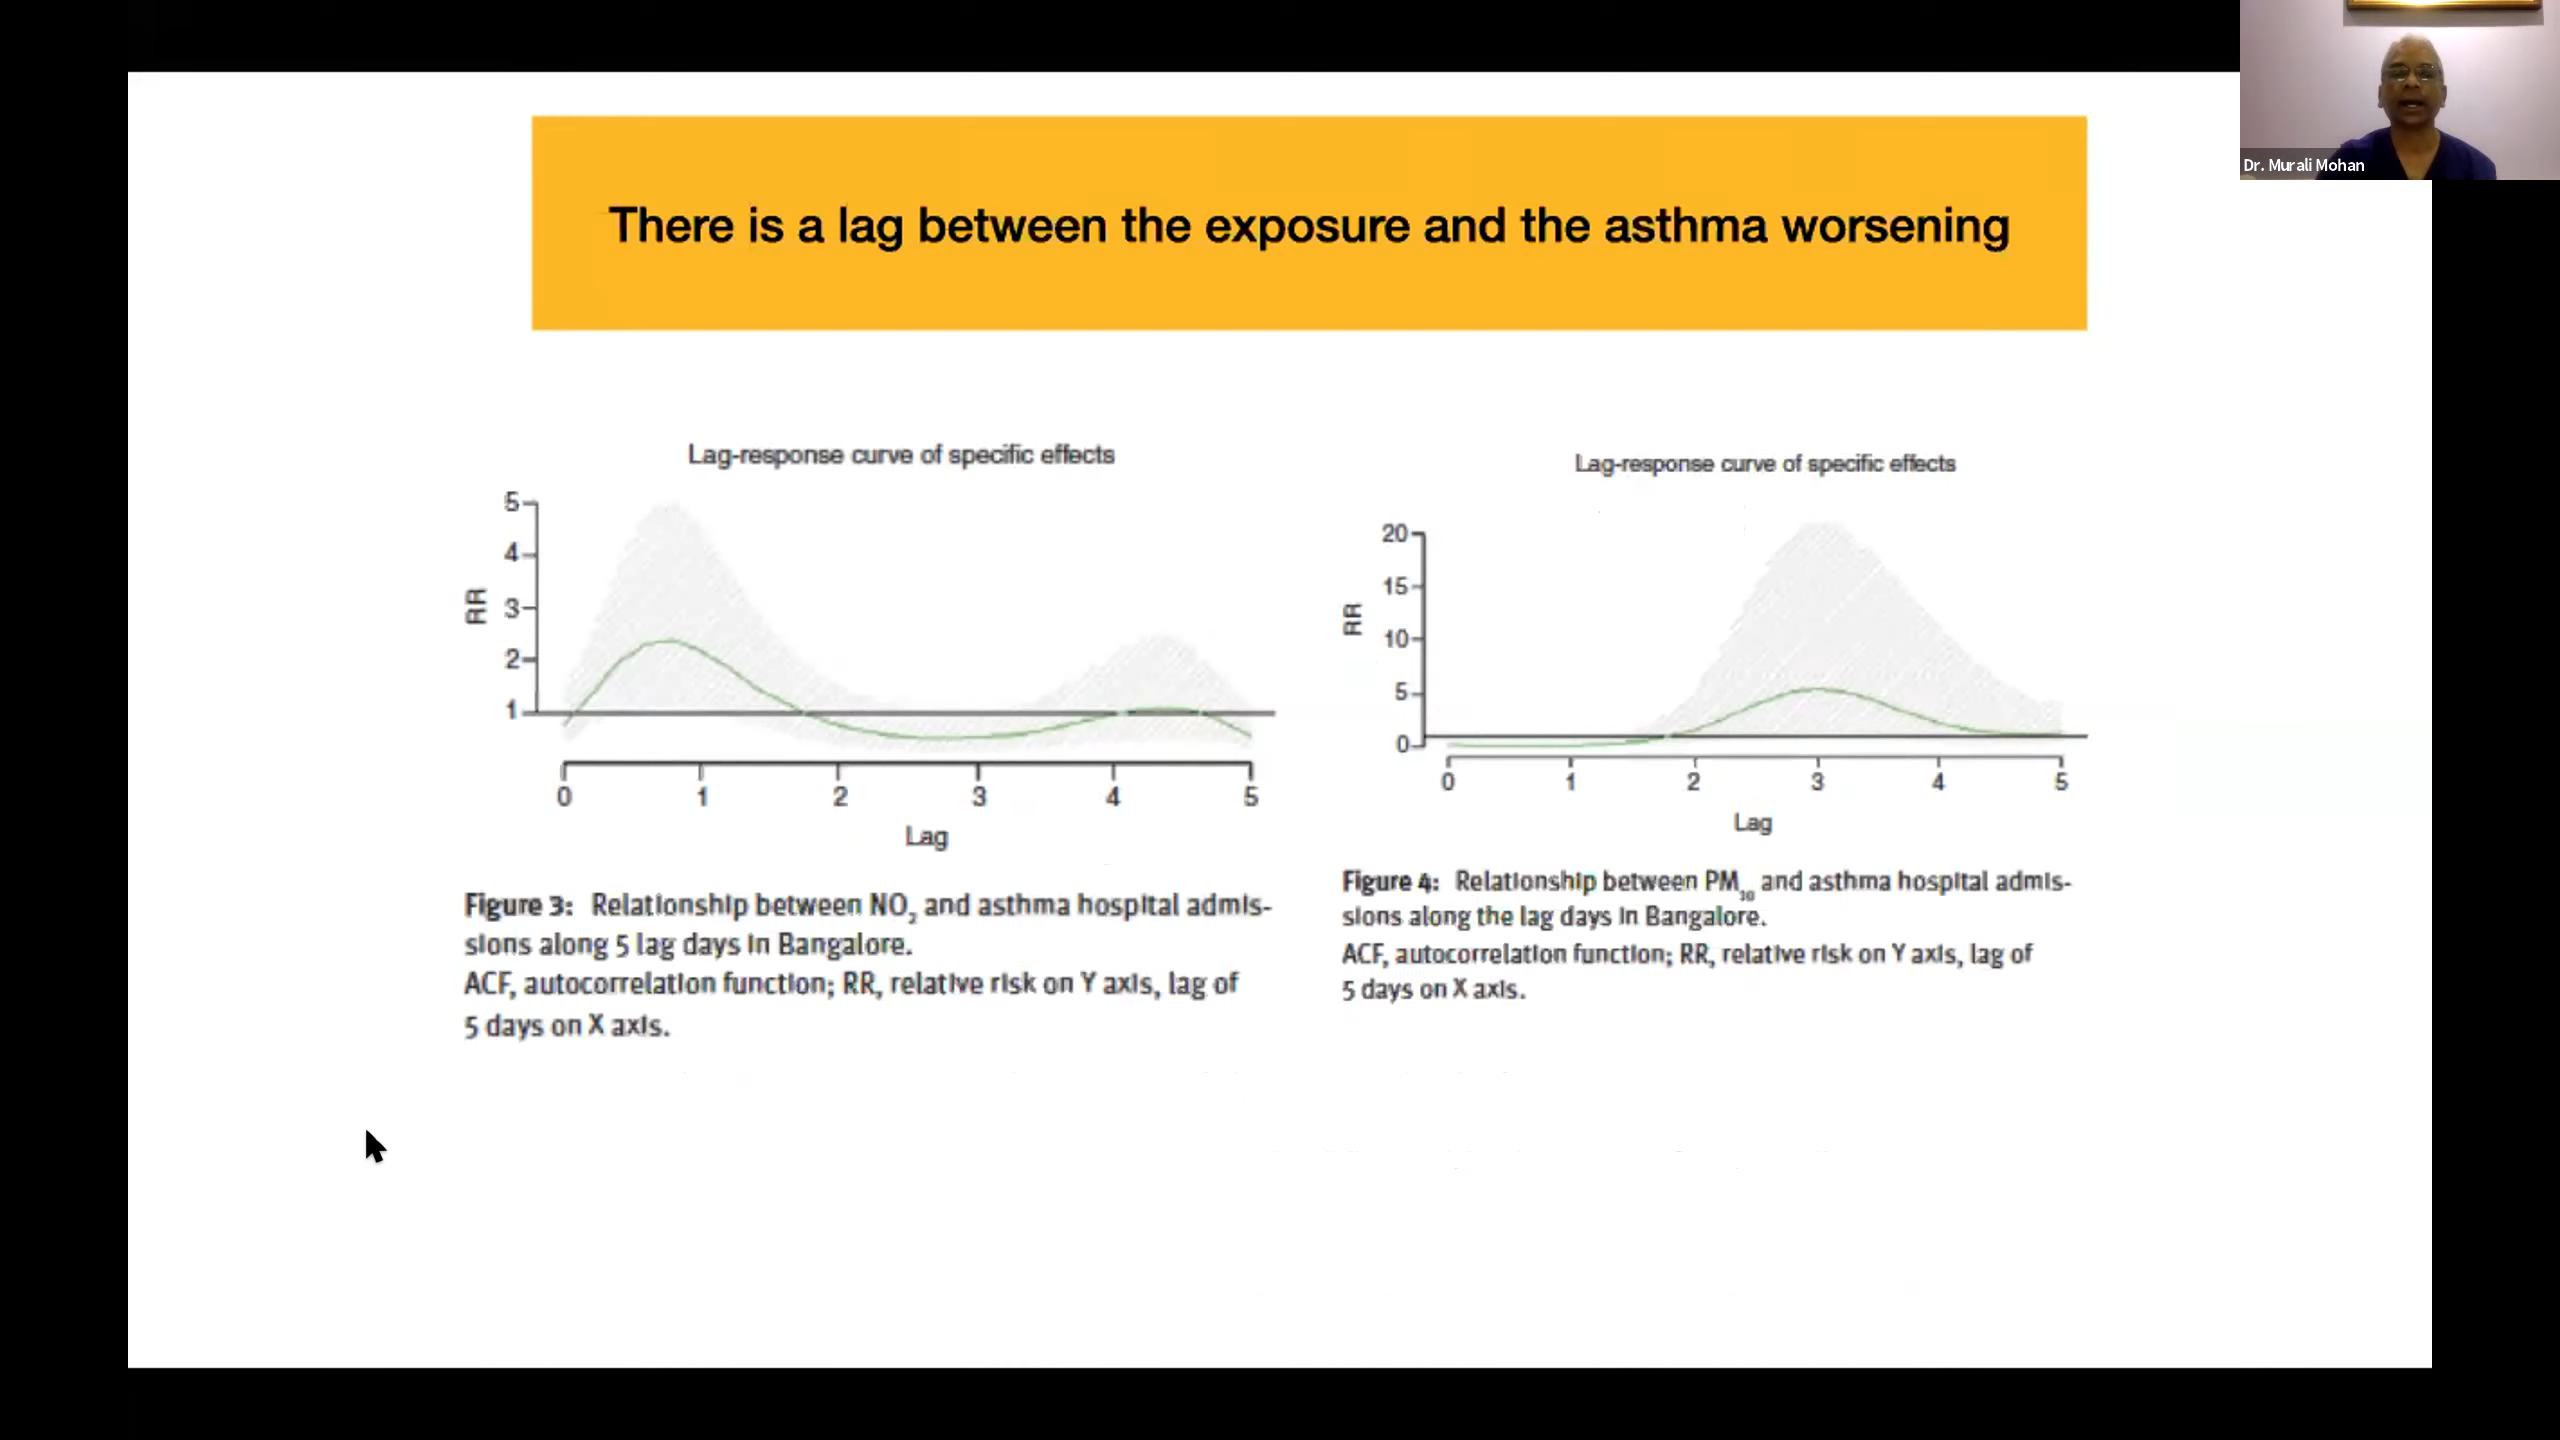 Dr. Murali Mohan
There is a lag between the exposure and the asthma worsening
Lag-response curve of specific effects
5
4
3
2
1
RR
0 1 2 3 4 5
Lag
Figure 3: Relationship between NO₂ and asthma hospital admis-
sions along 5 lag days in Bangalore.
ACF, autocorrelation function; RR, relative risk on Y axis, lag of
5 days on X axis.
Lag-response curve of specific effects
20
15
10
5
0
RR
0 1 2 3 4 5
Lag
Figure 4: Relationship between PM₁₀ and asthma hospital admis-
sions along the lag days in Bangalore.
ACF, autocorrelation function; RR, relative risk on Y axis, lag of
5 days on X axis.